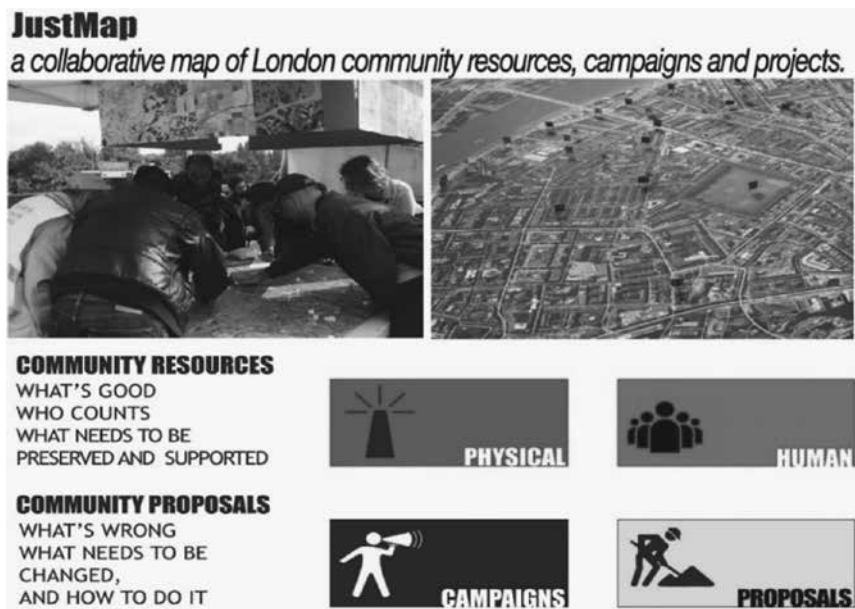 JustMap
a collaborative map of London community resources, campaigns and projects.
COMMUNITY RESOURCES
WHAT'S GOOD
WHO COUNTS
WHAT NEEDS TO BE
PRESERVED AND SUPPORTED
PHYSICAL
HUMAN
COMMUNITY PROPOSALS
WHAT'S WRONG
WHAT NEEDS TO BE
CHANGED,
AND HOW TO DO IT
CAMPAIGNS
PROPOSALS